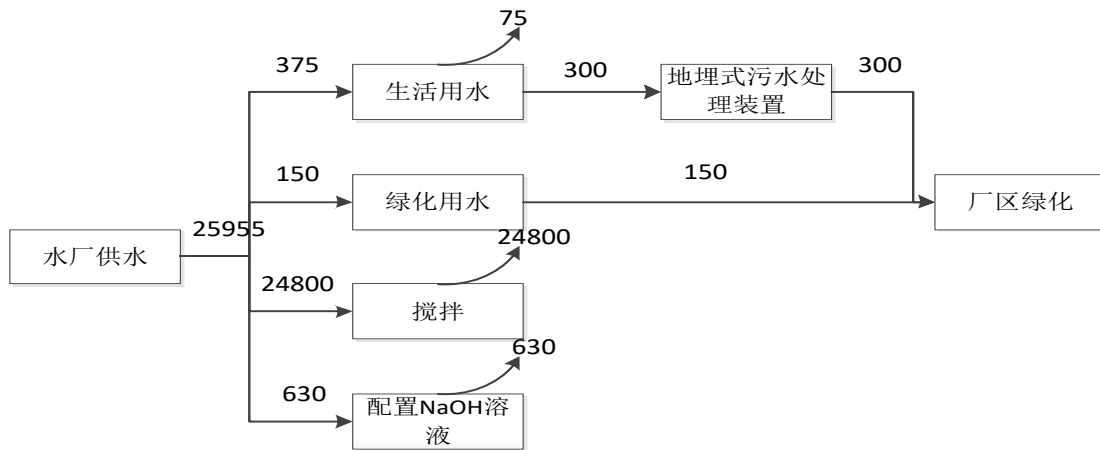 75
375
生活用水
300
地埋式污水处
理装置
300
150
绿化用水
150
厂区绿化
25955
水厂供水
24800
24800
搅拌
630
630
配置NaOH溶
液